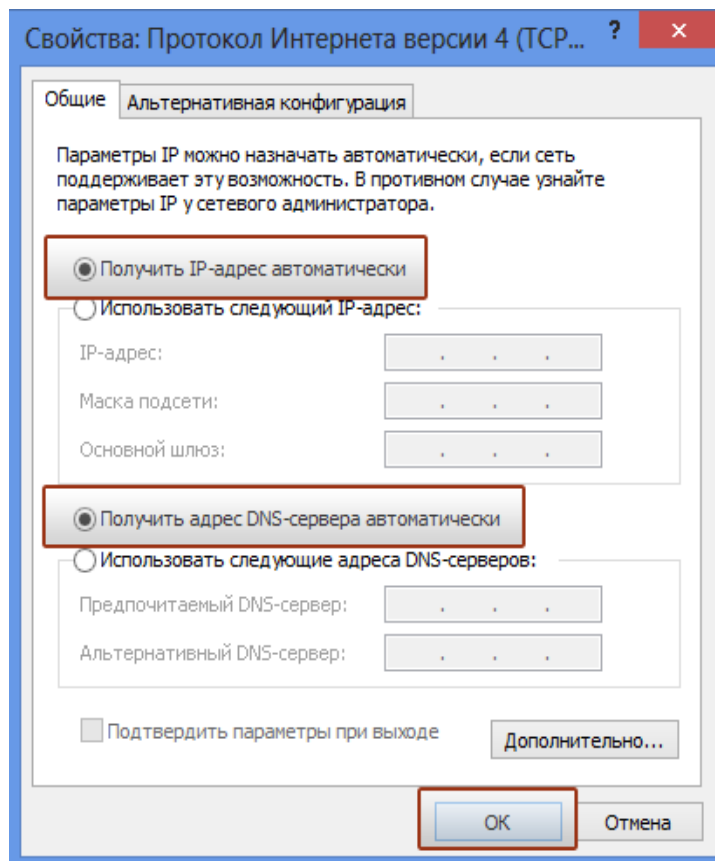 Свойства: Протокол Интернета версии 4 (TCP... ? ×
Общие Альтернативная конфигурация
Параметры IP можно назначать автоматически, если сеть
поддерживает эту возможность. В противном случае узнайте
параметры IP у сетевого администратора.
Получить IP-адрес автоматически
Использовать следующий IP-адрес:
IP-адрес: . . .
Маска подсети: . . .
Основной шлюз: . . .
Получить адрес DNS-сервера автоматически
Использовать следующие адреса DNS-серверов:
Предпочитаемый DNS-сервер: . . .
Альтернативный DNS-сервер: . . .
Подтвердить параметры при выходе
Дополнительно...
ОК Отмена